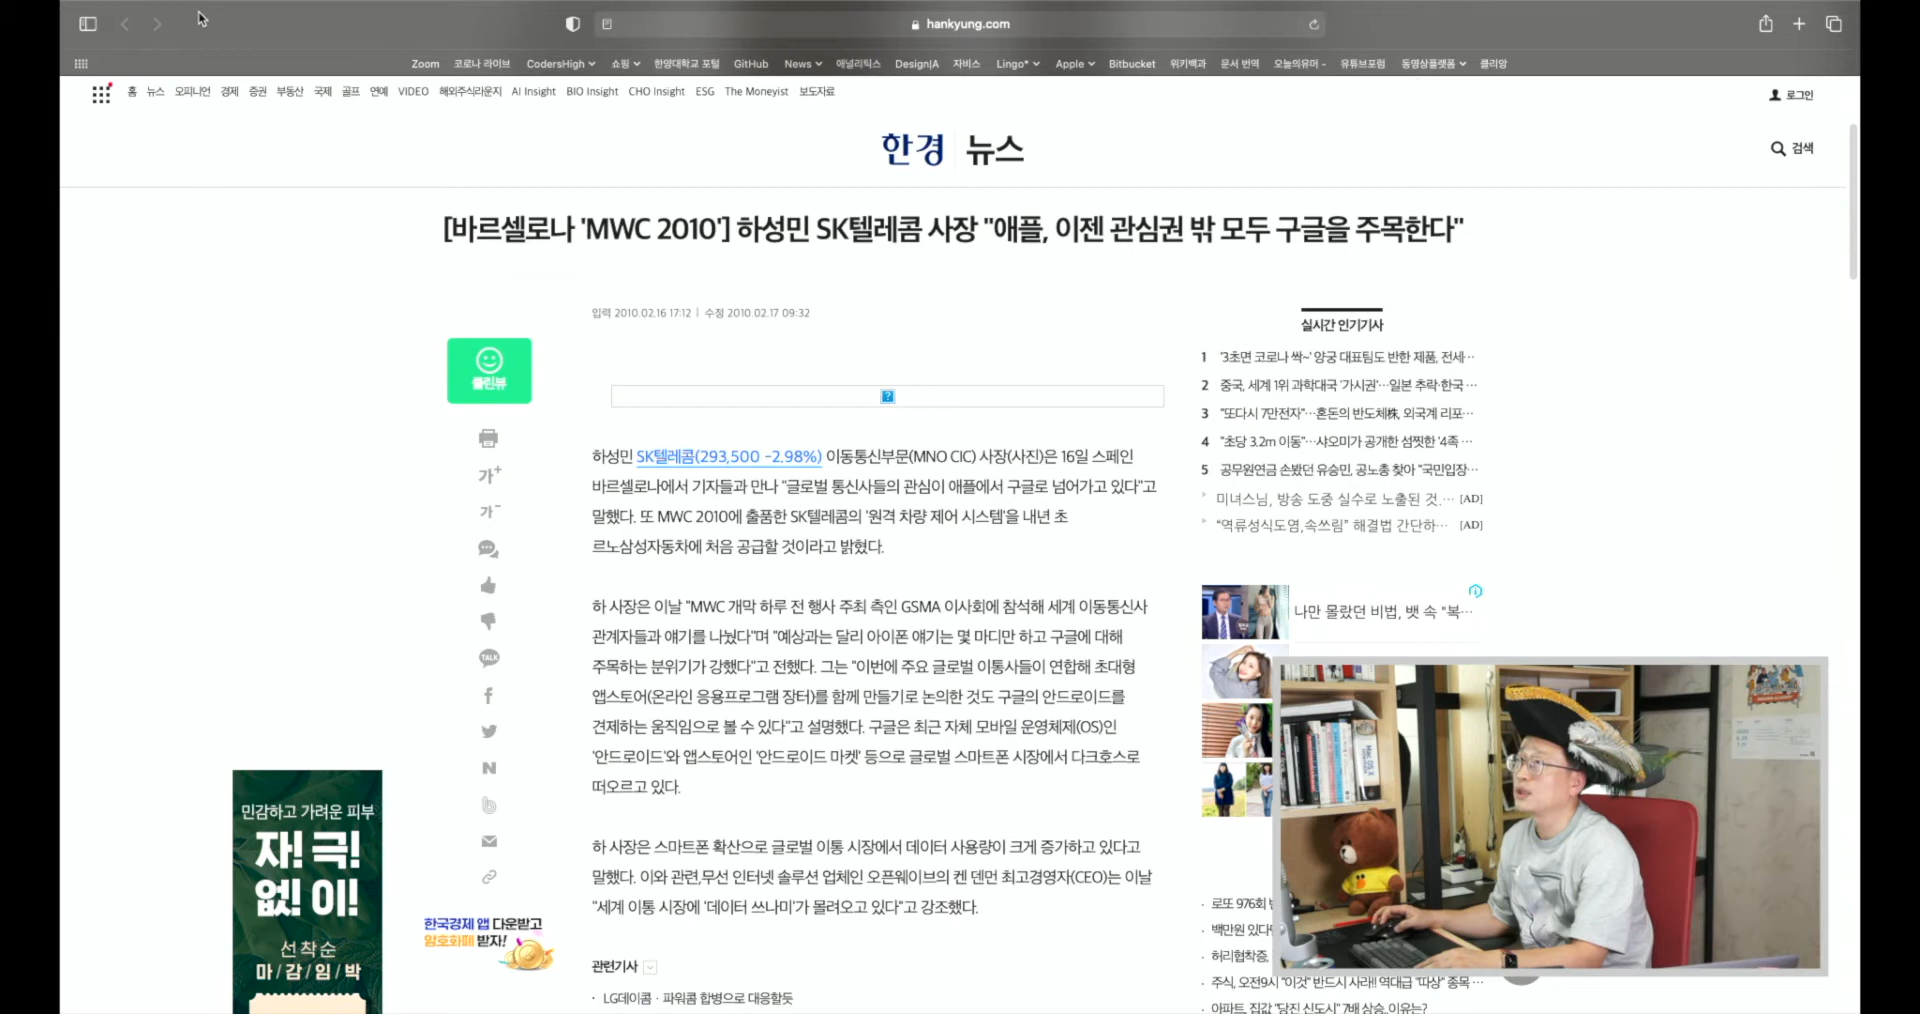 hankyung.com
Zoom 코로나 라이브 CodersHigh 쇼핑 한양대학교 포털 GitHub News 애널리틱스 Design|A 자비스 Lingo* Apple Bitbucket 위키백과 문서 번역 오늘의유머 - 유튜브포럼 동영상플랫폼 클리앙
홈 뉴스 오피니언 경제 증권 부동산 국제 골프 연예 VIDEO 해외주식라운지 AI Insight BIO Insight CHO Insight ESG The Moneyist 보도자료
로그인
한경 뉴스
검색
[바르셀로나 'MWC 2010'] 하성민 SK텔레콤 사장 "애플, 이젠 관심권 밖 모두 구글을 주목한다"
입력 2010.02.16 17:12 | 수정 2010.02.17 09:32
클린뷰
가+
가-
TALK
하성민 SK텔레콤(293,500 -2.98%) 이동통신부문(MNO CIC) 사장(사진)은 16일 스페인
바르셀로나에서 기자들과 만나 "글로벌 통신사들의 관심이 애플에서 구글로 넘어가고 있다"고
말했다. 또 MWC 2010에 출품한 SK텔레콤의 '원격 차량 제어 시스템'을 내년 초
르노삼성자동차에 처음 공급할 것이라고 밝혔다.
하 사장은 이날 "MWC 개막 하루 전 행사 주최 측인 GSMA 이사회에 참석해 세계 이동통신사
관계자들과 얘기를 나눴다"며 "예상과는 달리 아이폰 얘기는 몇 마디만 하고 구글에 대해
주목하는 분위기가 강했다"고 전했다. 그는 "이번에 주요 글로벌 이통사들이 연합해 초대형
앱스토어(온라인 응용프로그램 장터)를 함께 만들기로 논의한 것도 구글의 안드로이드를
견제하는 움직임으로 볼 수 있다"고 설명했다. 구글은 최근 자체 모바일 운영체제(OS)인
'안드로이드'와 앱스토어인 '안드로이드 마켓' 등으로 글로벌 스마트폰 시장에서 다크호스로
떠오르고 있다.
하 사장은 스마트폰 확산으로 글로벌 이통 시장에서 데이터 사용량이 크게 증가하고 있다고
말했다. 이와 관련,무선 인터넷 솔루션 업체인 오픈웨이브의 켄 덴먼 최고경영자(CEO)는 이날
"세계 이통 시장에 '데이터 쓰나미'가 몰려오고 있다"고 강조했다.
관련기사
· LG데이콤 · 파워콤 합병으로 대응할듯
실시간 인기기사
1 '3초면 코로나 싹~' 양궁 대표팀도 반한 제품, 전세…
2 중국, 세계 1위 과학대국 '가시권'…일본 추락·한국 …
3 "또다시 7만전자"…혼돈의 반도체株, 외국계 리포…
4 "초당 3.2m 이동"…샤오미가 공개한 섬찟한 '4족 …
5 공무원연금 손봤던 유승민, 공노총 찾아 "국민입장…
미녀스님, 방송 도중 실수로 노출된 것.… [AD]
"역류성식도염,속쓰림" 해결법 간단하… [AD]
나만 몰랐던 비법, 뱃 속 "복…
· 로또 976회
· 백만원 있다
· 허리협착증,
· 주식, 오전9시 "이것" 반드시 사라!! 역대급 "따상" 종목 …
· 아파트, 집값 "당진 신도시" 7배 상승..이유는?
민감하고 가려운 피부
자! 극!
없! 이!
선착순
마/감/임/박
한국경제 앱 다운받고
암호화폐 받자!
Mac OS X